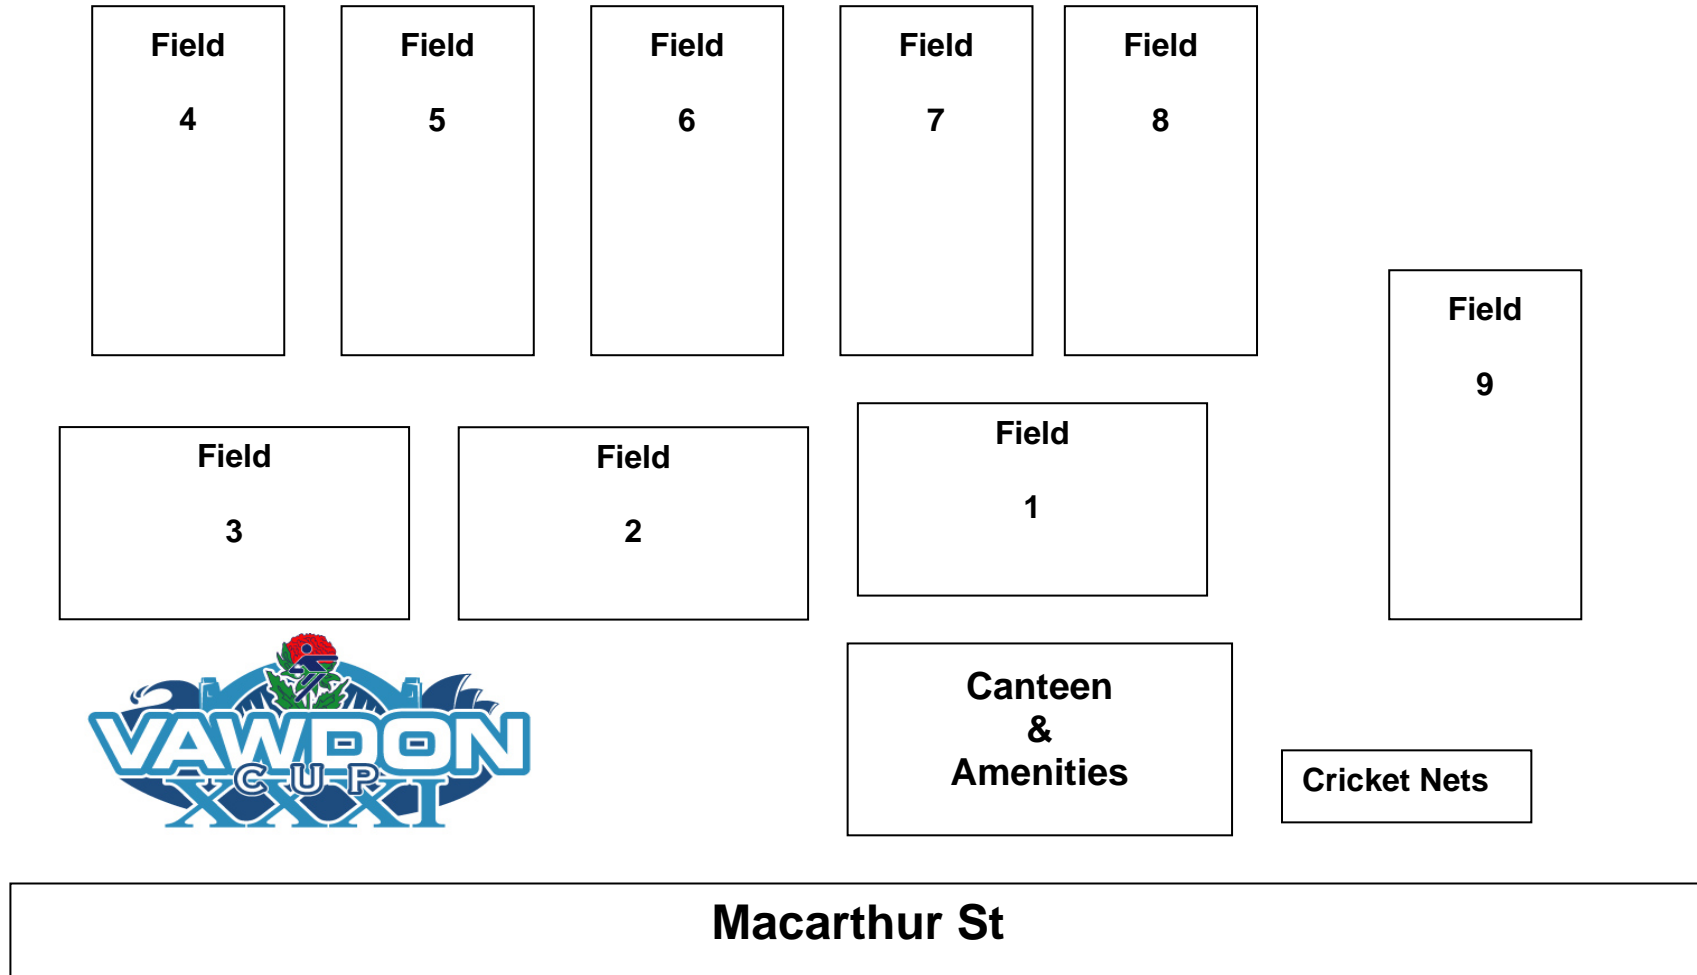 Field
4
Field
5
Field
6
Field
7
Field
8
Field
9
Field
3
Field
2
Field
1
VAWDON
CUP
XXXI
Canteen
&
Amenities
Cricket Nets
Macarthur St